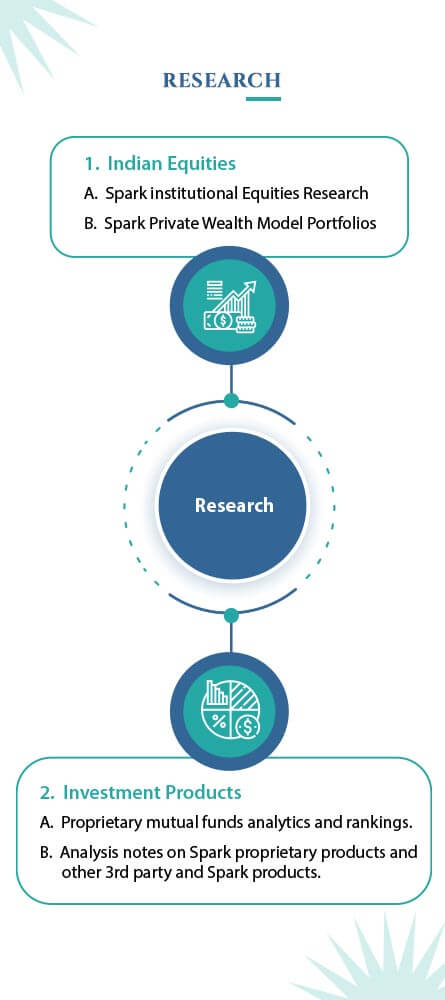 RESEARCH
1. Indian Equities
A. Spark institutional Equities Research
B. Spark Private Wealth Model Portfolios
$
Research
%
$
2. Investment Products
A. Proprietary mutual funds analytics and rankings.
B. Analysis notes on Spark proprietary products and
other 3rd party and Spark products.